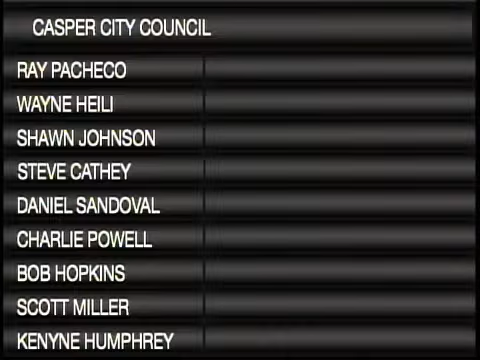 CASPER CITY COUNCIL
RAY PACHECO
WAYNE HEILI
SHAWN JOHNSON
STEVE CATHEY
DANIEL SANDOVAL
CHARLIE POWELL
BOB HOPKINS
SCOTT MILLER
KENYNE HUMPHREY